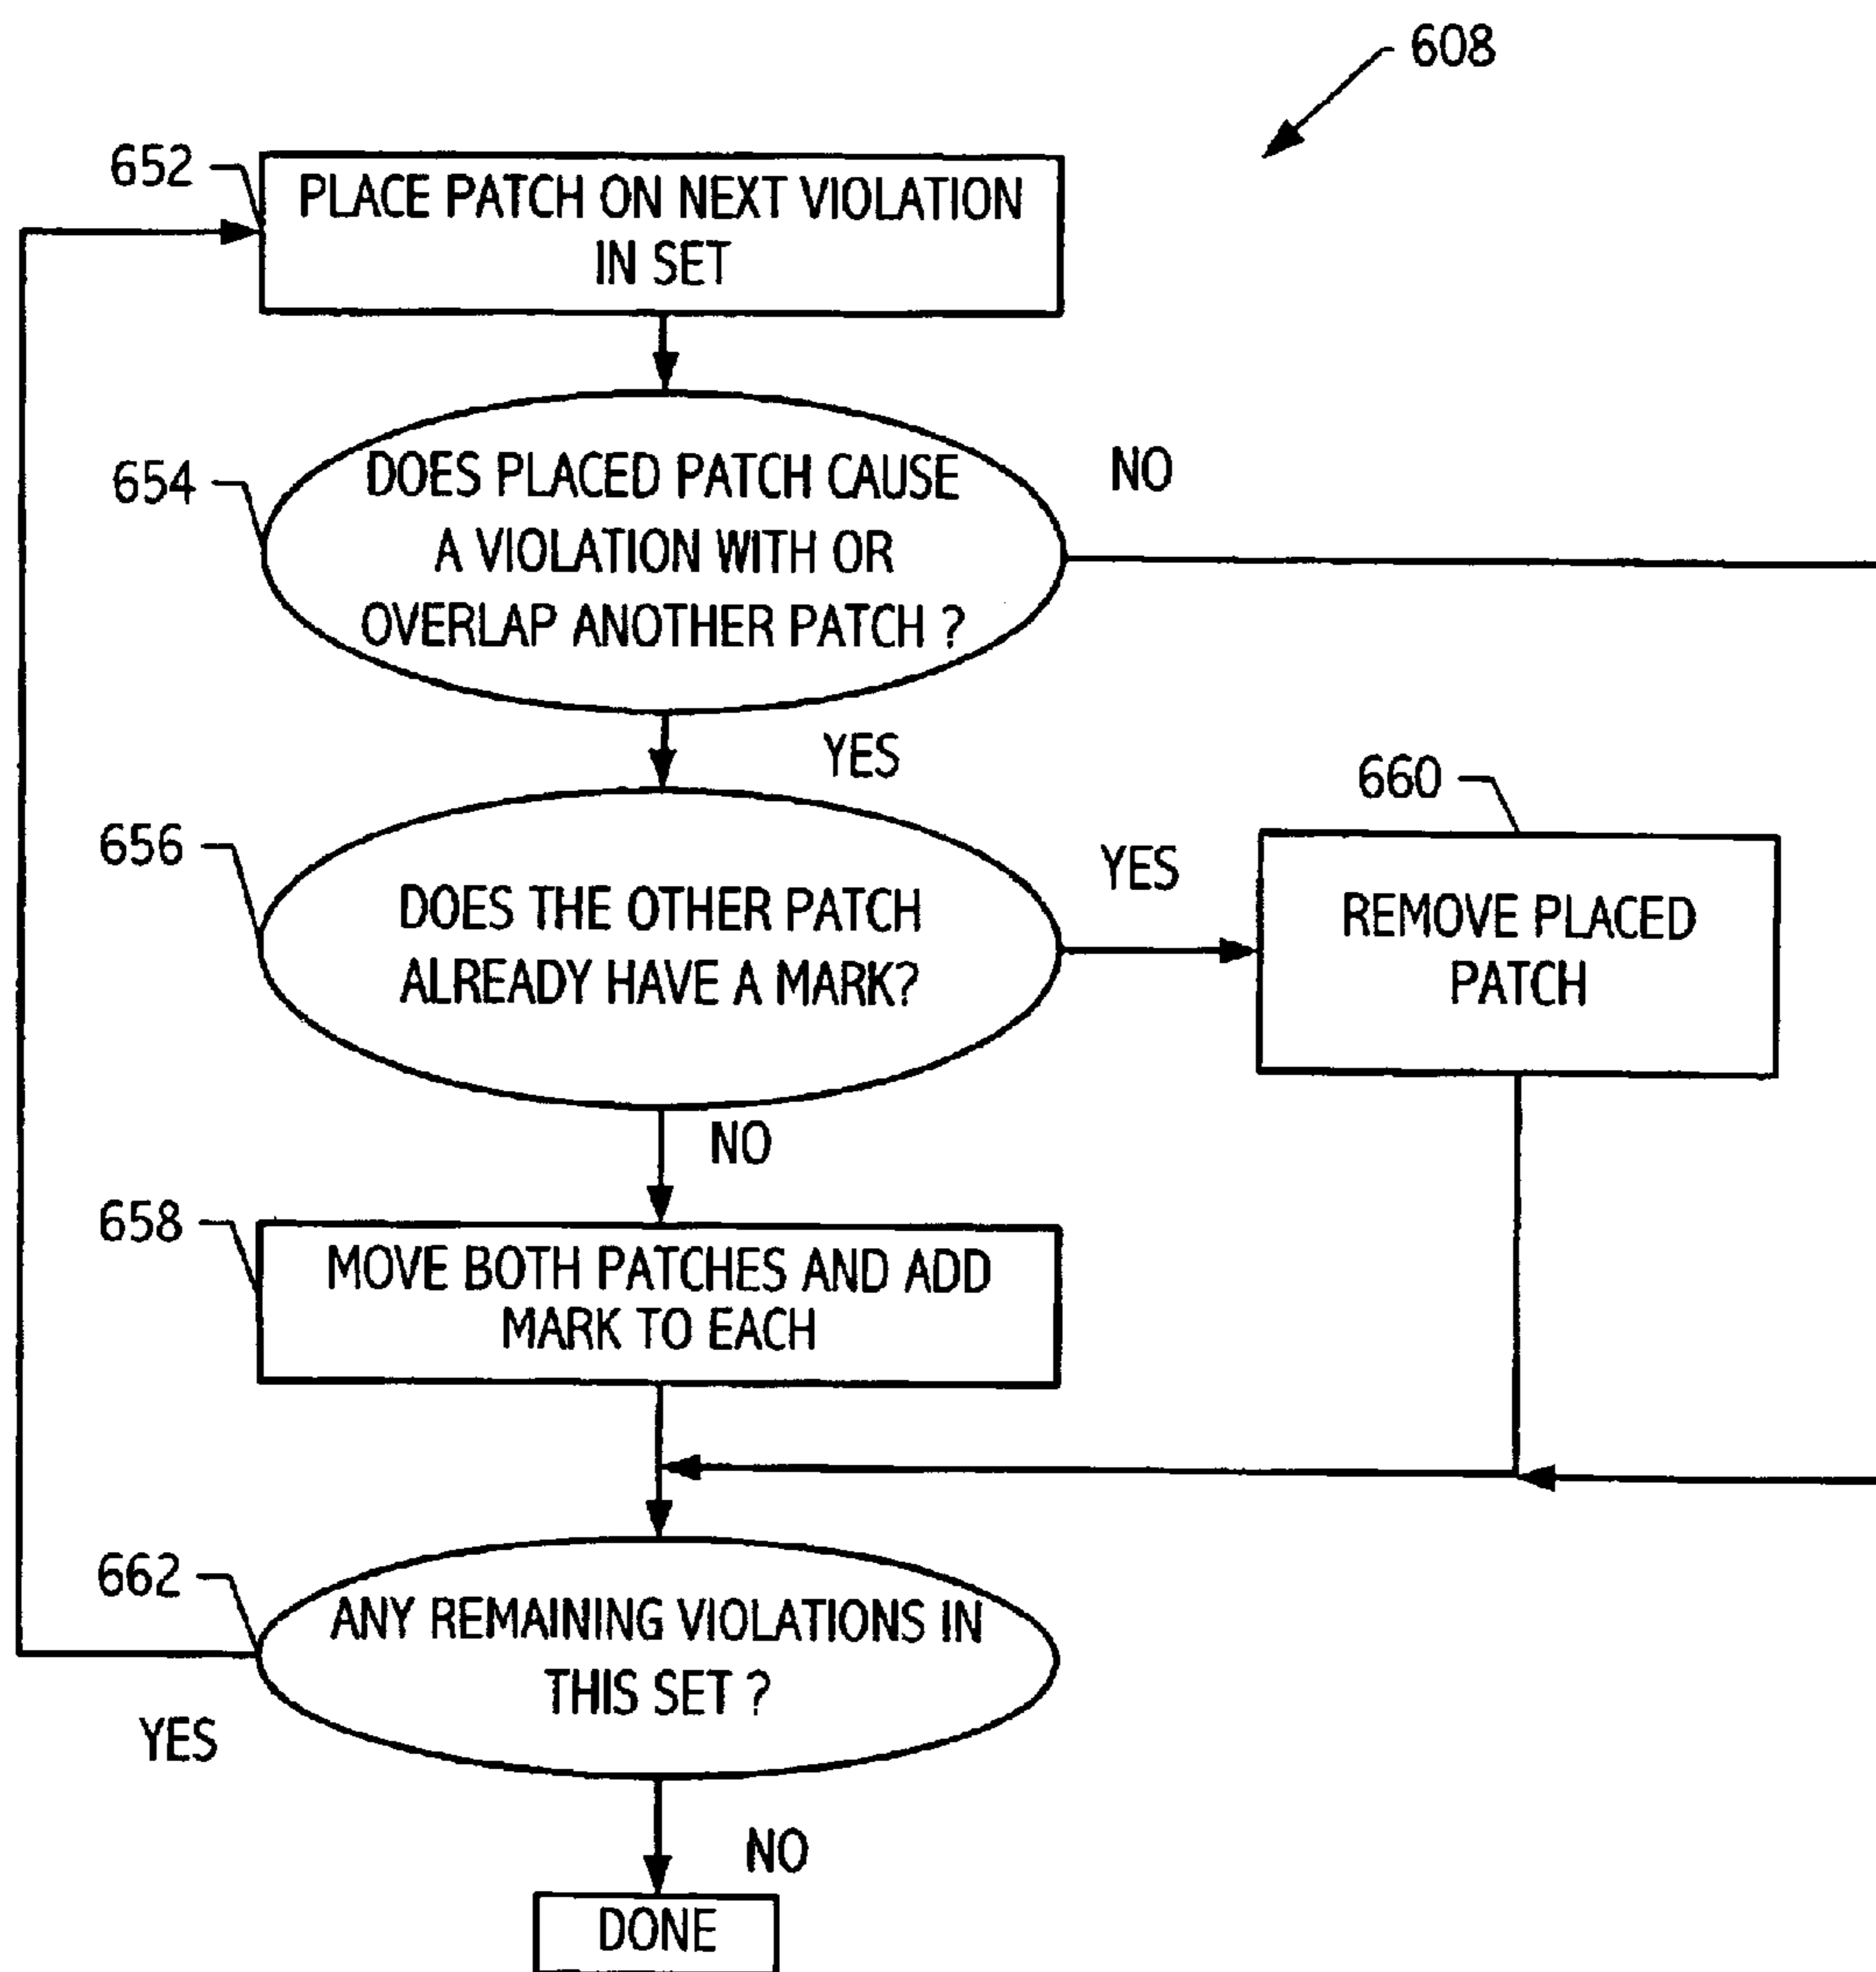 608
652
PLACE PATCH ON NEXT VIOLATION
IN SET
654
DOES PLACED PATCH CAUSE
A VIOLATION WITH OR
OVERLAP ANOTHER PATCH ?
NO
YES
656
DOES THE OTHER PATCH
ALREADY HAVE A MARK?
YES
660
REMOVE PLACED
PATCH
NO
658
MOVE BOTH PATCHES AND ADD
MARK TO EACH
662
ANY REMAINING VIOLATIONS IN
THIS SET ?
YES
NO
DONE